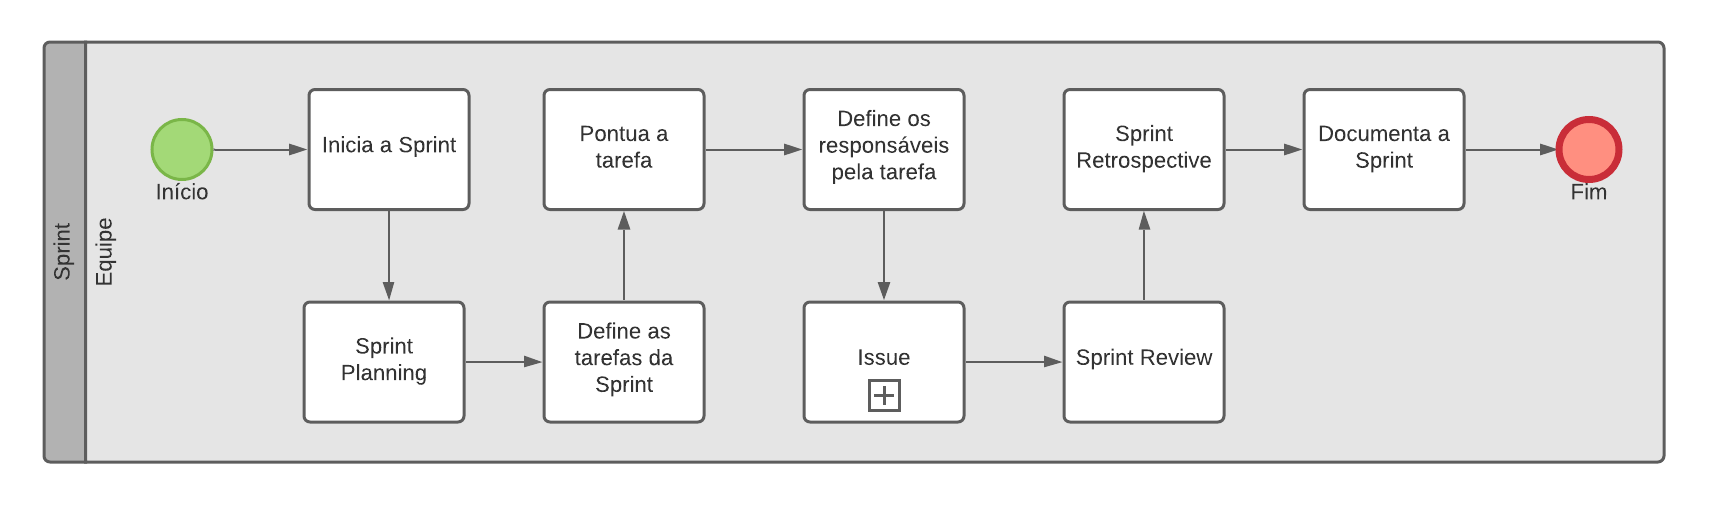 Sprint
Equipe
Início
Inicia a Sprint
Sprint
Planning
Define as
tarefas da
Sprint
Pontua a
tarefa
Define os
responsáveis
pela tarefa
Issue
Sprint Review
Sprint
Retrospective
Documenta a
Sprint
Fim